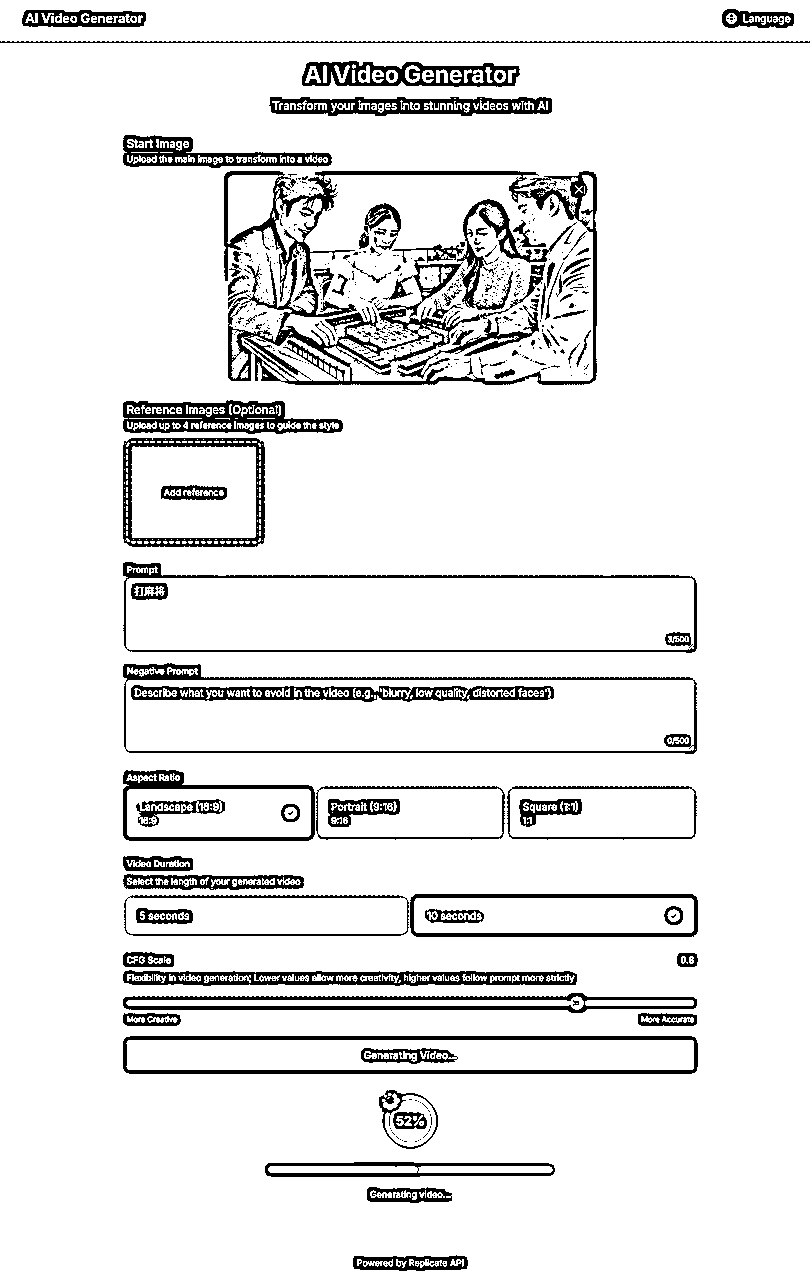 AI Video Generator
Language
AI Video Generator
Transform your images into stunning videos with AI
Start Image
Upload the main image to transform into a video
Reference Images (Optional)
Upload up to 4 reference images to guide the style
Add reference
Prompt
打麻将
3/500
Negative Prompt
Describe what you want to avoid in the video (e.g., 'blurry, low quality, distorted faces')
0/500
Aspect Ratio
Landscape (16:9)
16:9
Portrait (9:16)
9:16
Square (1:1)
1:1
Video Duration
Select the length of your generated video
5 seconds
10 seconds
CFG Scale
0.8
Flexibility in video generation; Lower values allow more creativity, higher values follow prompt more strictly
More Creative
More Accurate
Generating Video...
52%
Generating video...
Powered by Replicate API